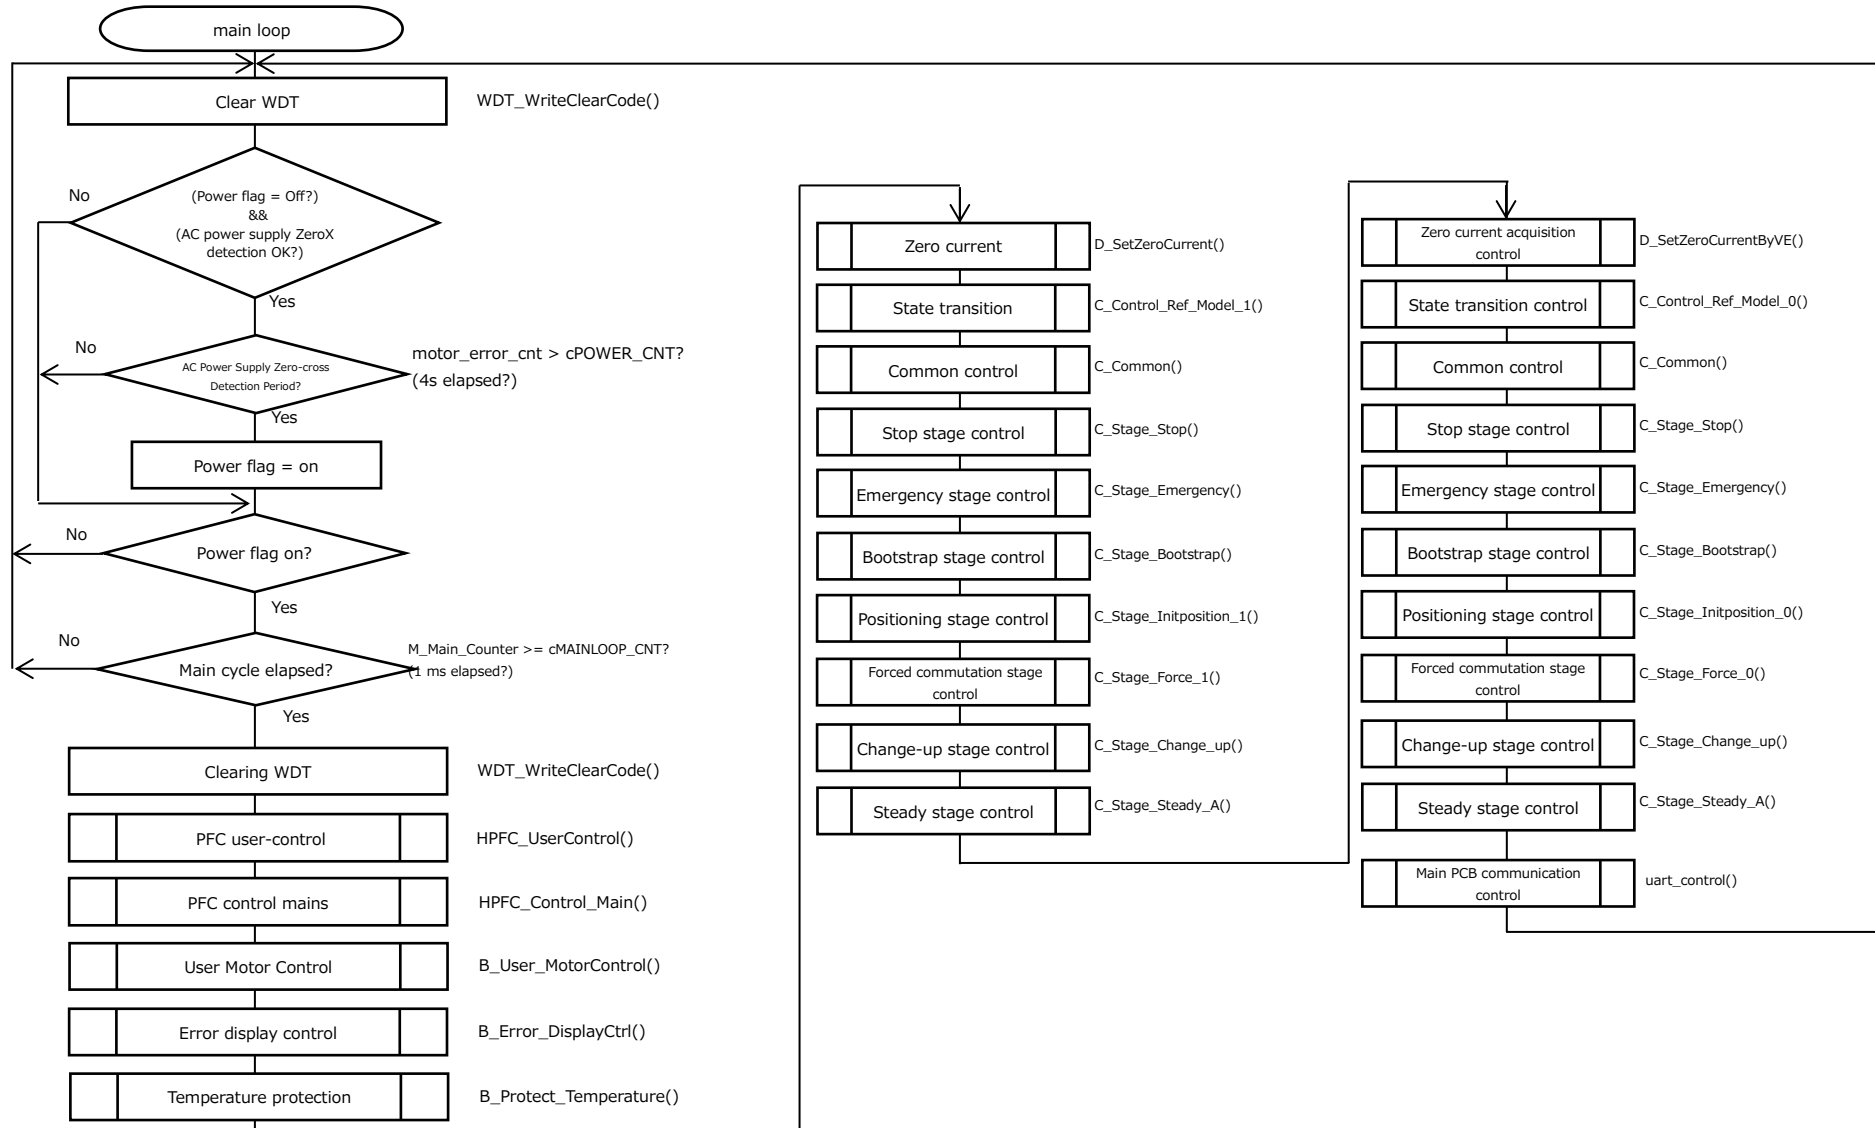 main loop
Clear WDT
WDT_WriteClearCode()
No
(Power flag = Off?)
&&
(AC power supply ZeroX
detection OK?)
Yes
No
AC Power Supply Zero-cross
Detection Period?
motor_error_cnt > cPOWER_CNT?
(4s elapsed?)
Yes
Power flag = on
No
Power flag on?
Yes
No
Main cycle elapsed?
M_Main_Counter >= cMAINLOOP_CNT?
(1 ms elapsed?)
Yes
Clearing WDT
WDT_WriteClearCode()
PFC user-control
HPFC_UserControl()
PFC control mains
HPFC_Control_Main()
User Motor Control
B_User_MotorControl()
Error display control
B_Error_DisplayCtrl()
Temperature protection
B_Protect_Temperature()
Zero current
D_SetZeroCurrent()
State transition
C_Control_Ref_Model_1()
Common control
C_Common()
Stop stage control
C_Stage_Stop()
Emergency stage control
C_Stage_Emergency()
Bootstrap stage control
C_Stage_Bootstrap()
Positioning stage control
C_Stage_Initposition_1()
Forced commutation stage
control
C_Stage_Force_1()
Change-up stage control
C_Stage_Change_up()
Steady stage control
C_Stage_Steady_A()
Zero current acquisition
control
D_SetZeroCurrentByVE()
State transition control
C_Control_Ref_Model_0()
Common control
C_Common()
Stop stage control
C_Stage_Stop()
Emergency stage control
C_Stage_Emergency()
Bootstrap stage control
C_Stage_Bootstrap()
Positioning stage control
C_Stage_Initposition_0()
Forced commutation stage
control
C_Stage_Force_0()
Change-up stage control
C_Stage_Change_up()
Steady stage control
C_Stage_Steady_A()
Main PCB communication
control
uart_control()